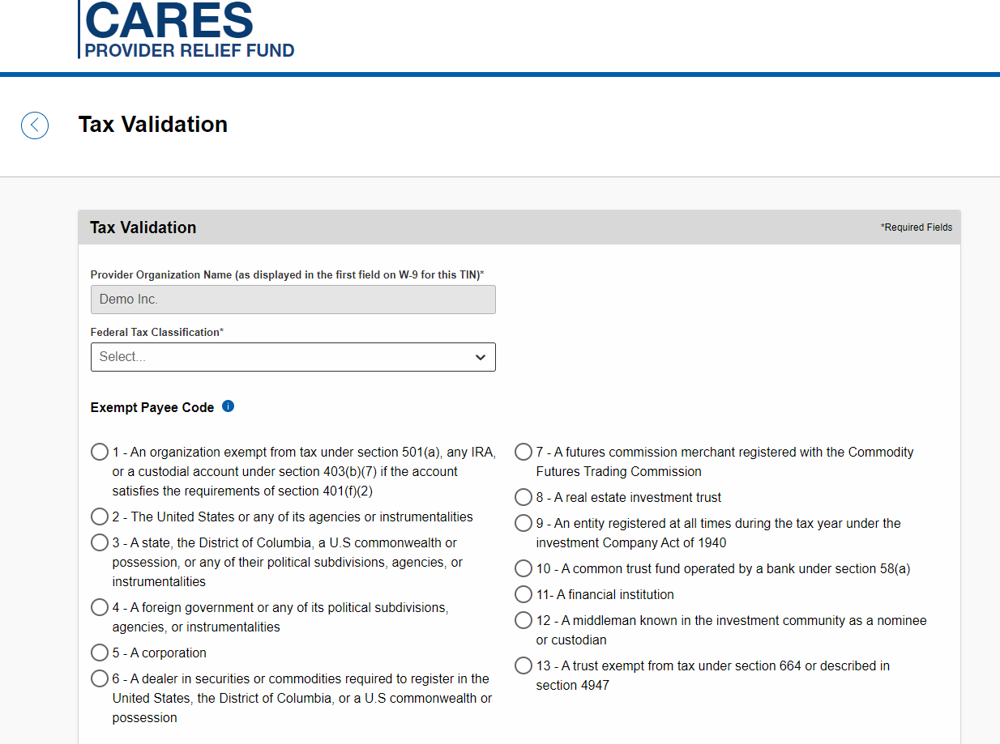 CARES
PROVIDER RELIEF FUND
Tax Validation
Tax Validation
*Required Fields
Provider Organization Name (as displayed in the first field on W-9 for this TIN)*
Demo Inc.
Federal Tax Classification*
Select...
Exempt Payee Code
1 - An organization exempt from tax under section 501(a), any IRA,
or a custodial account under section 403(b)(7) if the account
satisfies the requirements of section 401(f)(2)
2 - The United States or any of its agencies or instrumentalities
3 - A state, the District of Columbia, a U.S commonwealth or
possession, or any of their political subdivisions, agencies, or
instrumentalities
4 - A foreign government or any of its political subdivisions,
agencies, or instrumentalities
5 - A corporation
6 - A dealer in securities or commodities required to register in the
United States, the District of Columbia, or a U.S commonwealth or
possession
7 - A futures commission merchant registered with the Commodity
Futures Trading Commission
8 - A real estate investment trust
9 - An entity registered at all times during the tax year under the
investment Company Act of 1940
10 - A common trust fund operated by a bank under section 58(a)
11- A financial institution
12 - A middleman known in the investment community as a nominee
or custodian
13 - A trust exempt from tax under section 664 or described in
section 4947